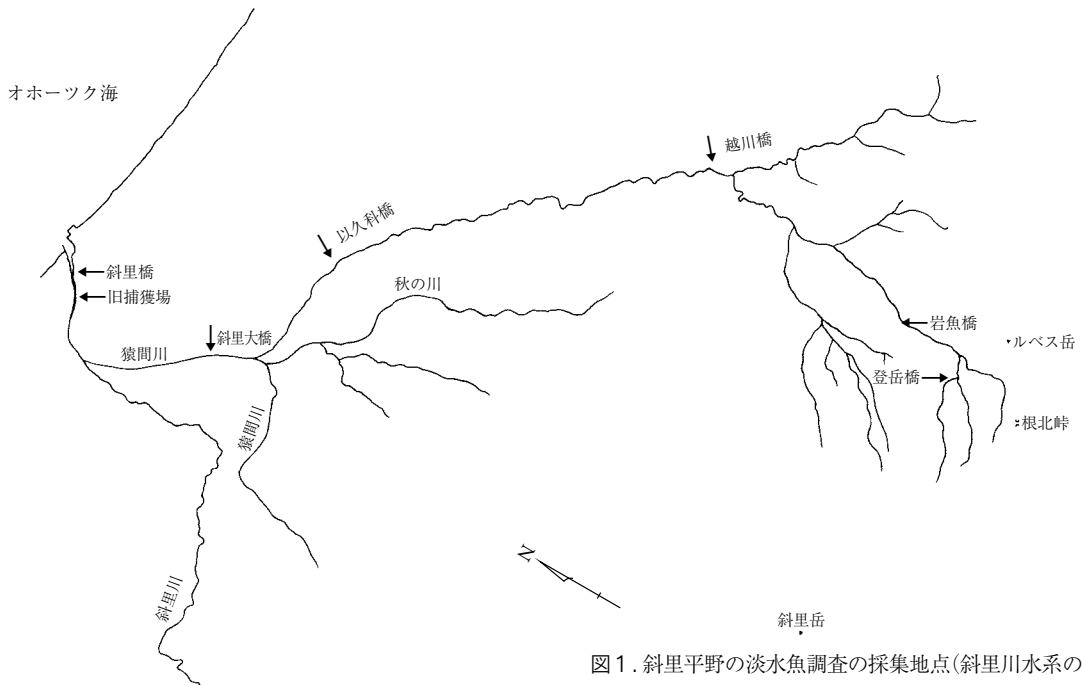 オホーツク海
越川橋
以久科橋
斜里橋
旧捕獲場
秋の川
斜里大橋
猿間川
岩魚橋
ルベス岳
登岳橋
猿間川
根北峠
N
斜里川
斜里岳
図1.斜里平野の淡水魚調査の採集地点(斜里川水系の